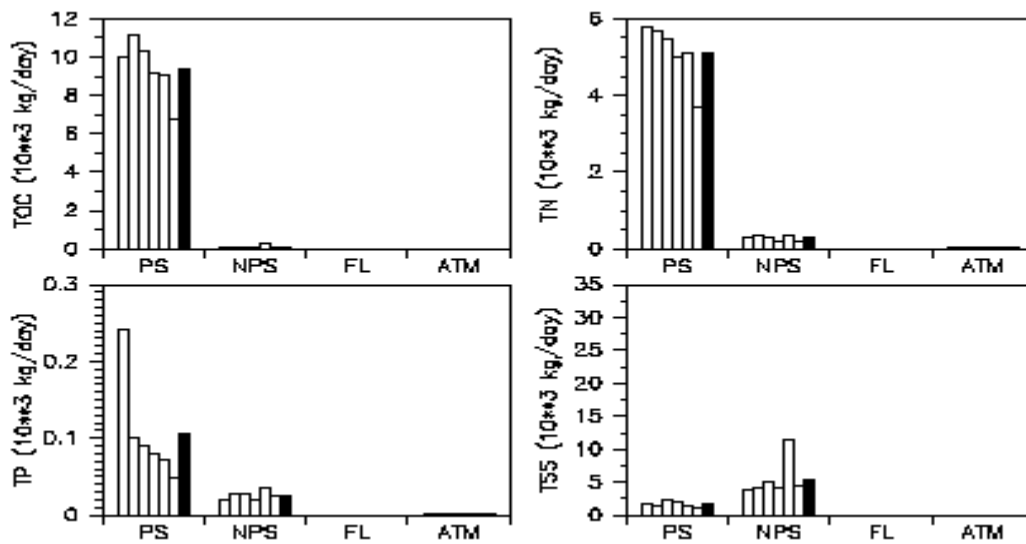 TOC (10**3 kg/day)
12
10
8
6
4
2
0
PS NPS FL ATM
TN (10**3 kg/day)
6
4
2
0
PS NPS FL ATM
TP (10**3 kg/day)
0.3
0.2
0.1
0
PS NPS FL ATM
TSS (10**3 kg/day)
35
30
25
20
15
10
5
0
PS NPS FL ATM